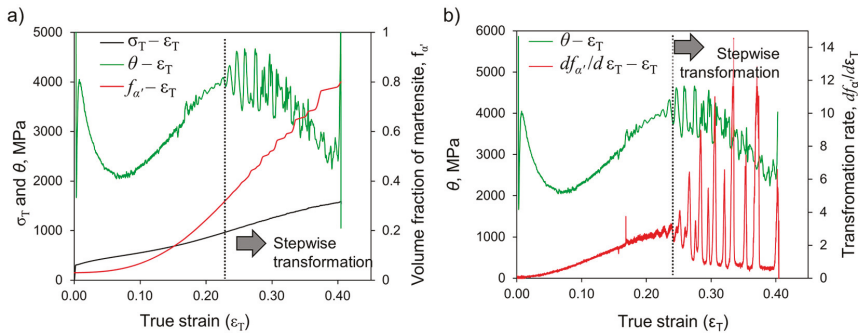 a)
5000
4000
3000
2000
1000
0
σT and θ, MPa
σT – εT
θ – εT
fα' – εT
1
0.8
0.6
0.4
0.2
0
Volume fraction of martensite, fα'
Stepwise
transformation
0.00
0.10
0.20
0.30
0.40
True strain (εT)
b)
6000
5000
4000
3000
2000
1000
0
θ, MPa
θ – εT
dfα'/d εT – εT
Stepwise
transformation
14
12
10
8
6
4
2
0
Transfromation rate, dfα'/dεT
0.00
0.10
0.20
0.30
0.40
True strain (εT)